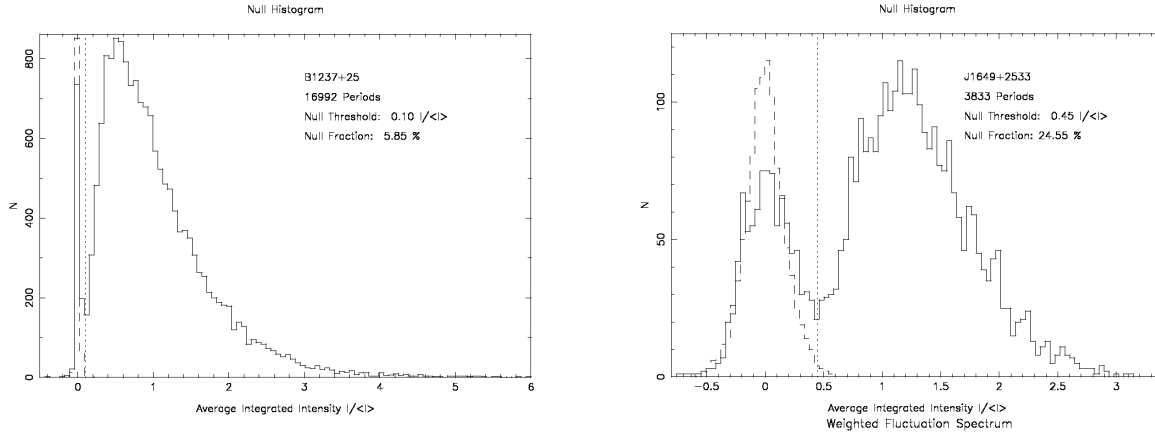 Null Histogram
B1237+25
16992 Periods
Null Threshold: 0.10 I/<I>
Null Fraction: 5.85 %
N
0
200
400
600
800
0
1
2
3
4
5
6
Average Integrated Intensity I/<I>
Null Histogram
J1649+2533
3833 Periods
Null Threshold: 0.45 I/<I>
Null Fraction: 24.55 %
N
0
50
100
−0.5
0
0.5
1
1.5
2
2.5
3
Average Integrated Intensity I/<I>
Weighted Fluctuation Spectrum